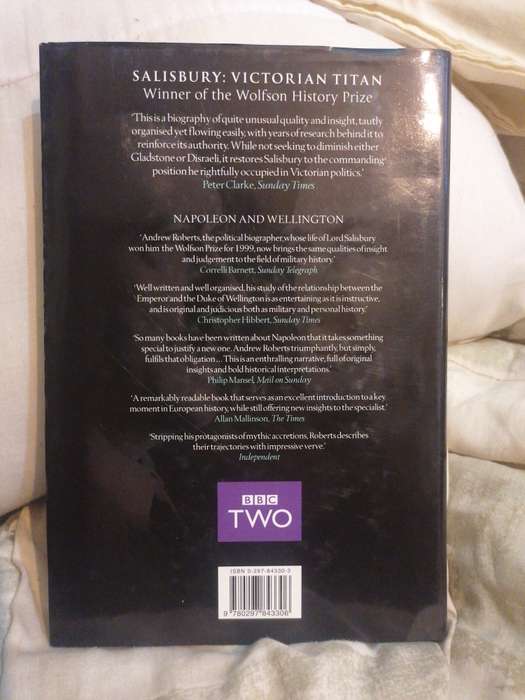 SALISBURY: VICTORIAN TITAN
Winner of the Wolfson History Prize
'This is a biography of quite unusual quality and insight, tautly
organised yet flowing easily, with years of research behind it to
reinforce its authority. While not seeking to diminish either
Gladstone or Disraeli, it restores Salisbury to the commanding
position he rightfully occupied in Victorian politics.'
Peter Clarke, Sunday Times
NAPOLEON AND WELLINGTON
'Andrew Roberts, the political biographer, whose life of Lord Salisbury
won him the Wolfson Prize for 1999, now brings the same qualities of insight
and judgement to the field of military history.'
Correlli Barnett, Sunday Telegraph
'Well written and well organised, his study of the relationship between the
Emperor and the Duke of Wellington is as entertaining as it is instructive,
and is original and judicious both as military and personal history.'
Christopher Hibbert, Sunday Times
'So many books have been written about Napoleon that it takes something
special to justify a new one. Andrew Roberts triumphantly, but simply,
fulfils that obligation ... This is an enthralling narrative, full of original
insights and bold historical interpretations.'
Philip Mansel, Mail on Sunday
'A remarkably readable book that serves as an excellent introduction to a key
moment in European history, while still offering new insights to the specialist.'
Allan Mallinson, The Times
'Stripping his protagonists of mythic accretions, Roberts describes
their trajectories with impressive verve.'
Independent
BBC
TWO
ISBN 0-297-84330-3
9 780297 843306